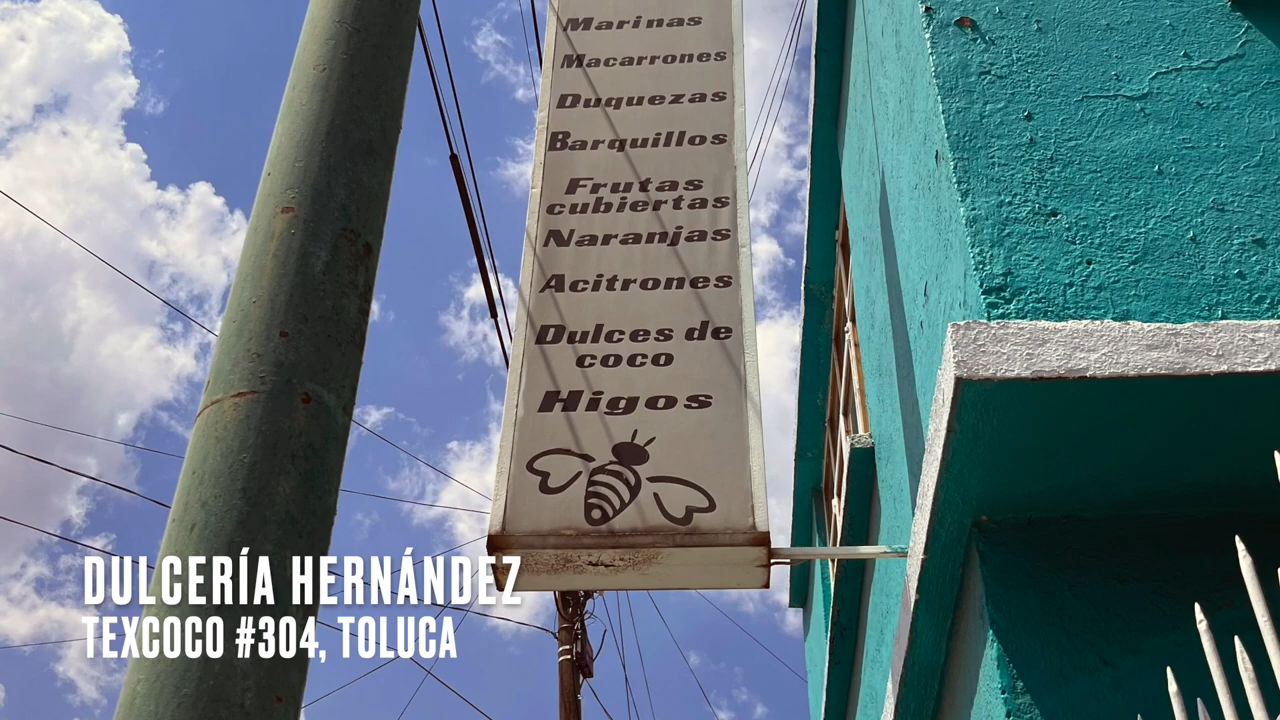 Marinas
Macarrones
Duquezas
Barquillos
Frutas
cubiertas
Naranjas
Acitrones
Dulces de
coco
Higos
DULCERÍA HERNÁNDEZ
TEXCOCO #304, TOLUCA